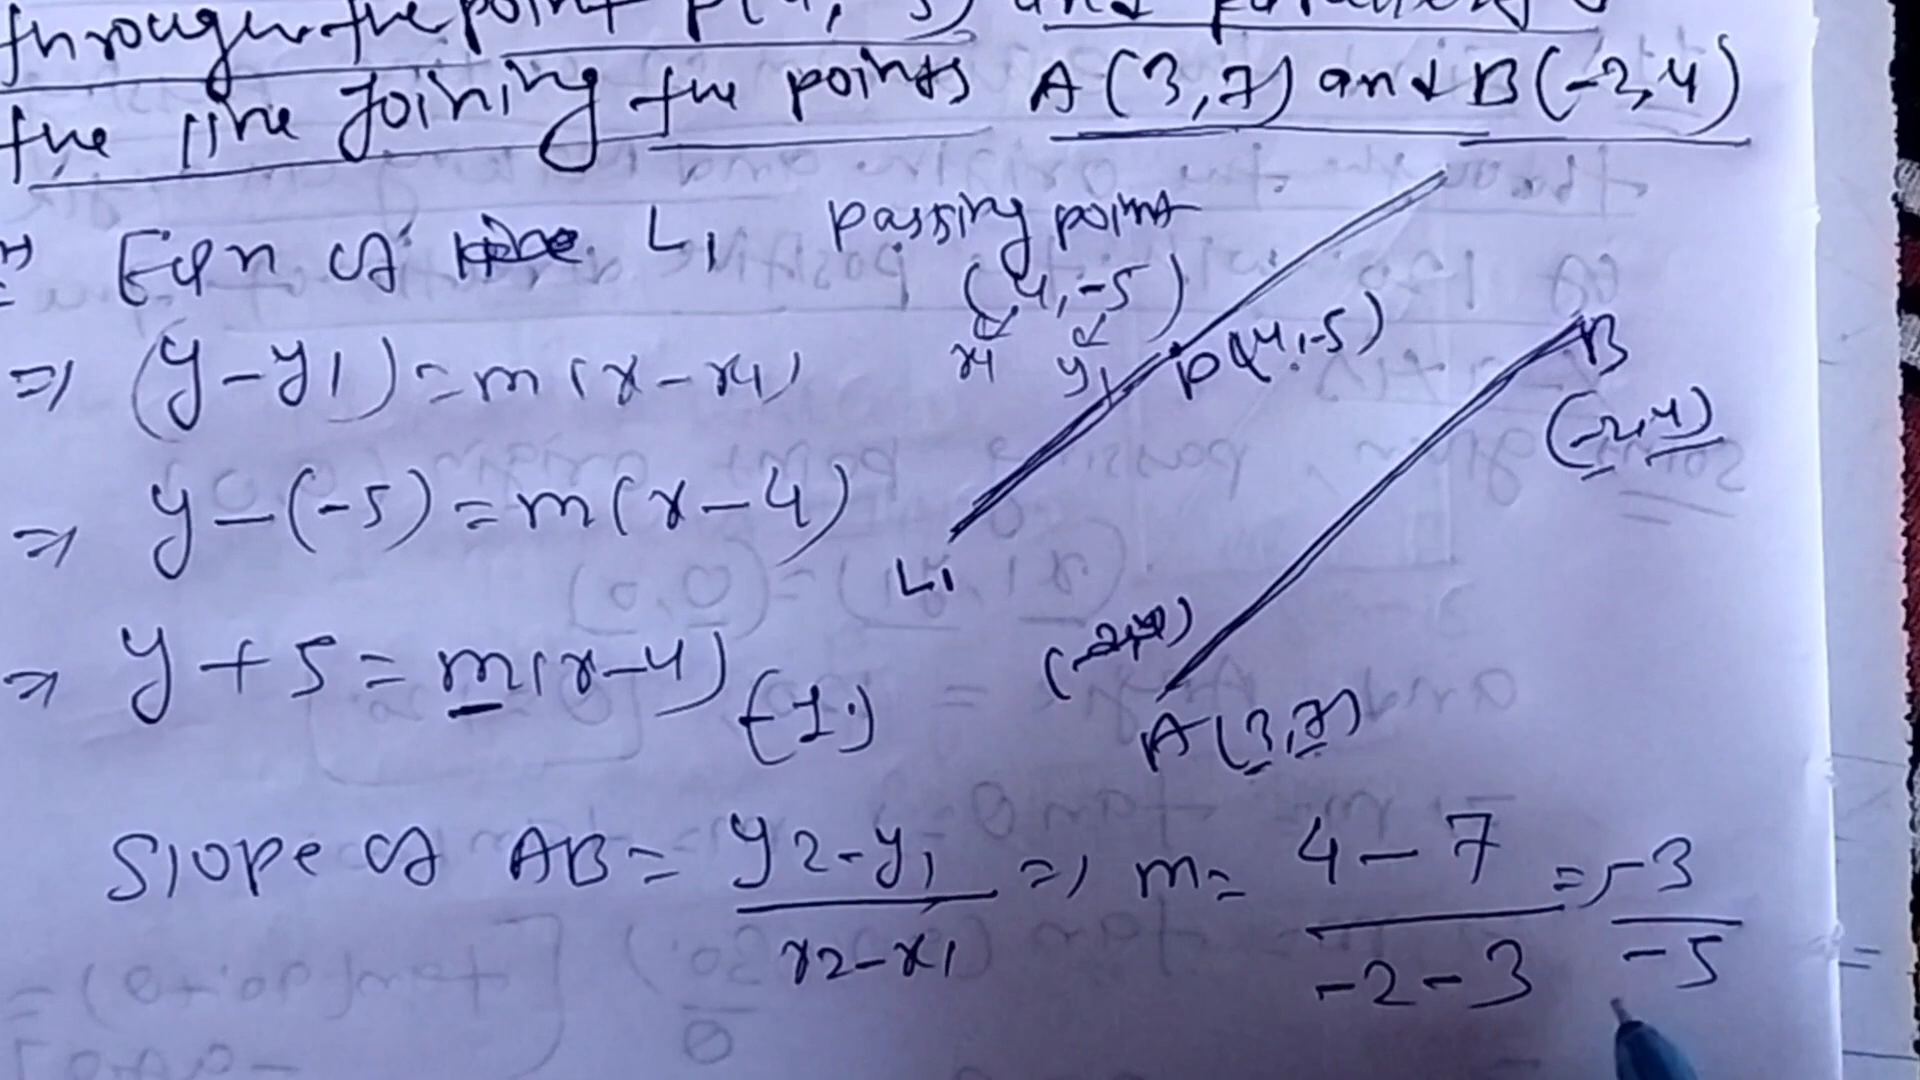 through the point P(4, -5) and parallel to
the line joining the points A(3,7) and B(-2,4)
Eqn of L1 passing point
(4,-5)
x1 y1
⇒ (y-y1)=m(x-x1)
P(4,-5)
B
(-2,4)
⇒ y-(-5)=m(x-4)
L1
⇒ y+5=m(x-4) (1.)
A(3,7)
Slope of AB = y2-y1 / x2-x1 ⇒ m = 4-7 / -2-3 = -3 / -5